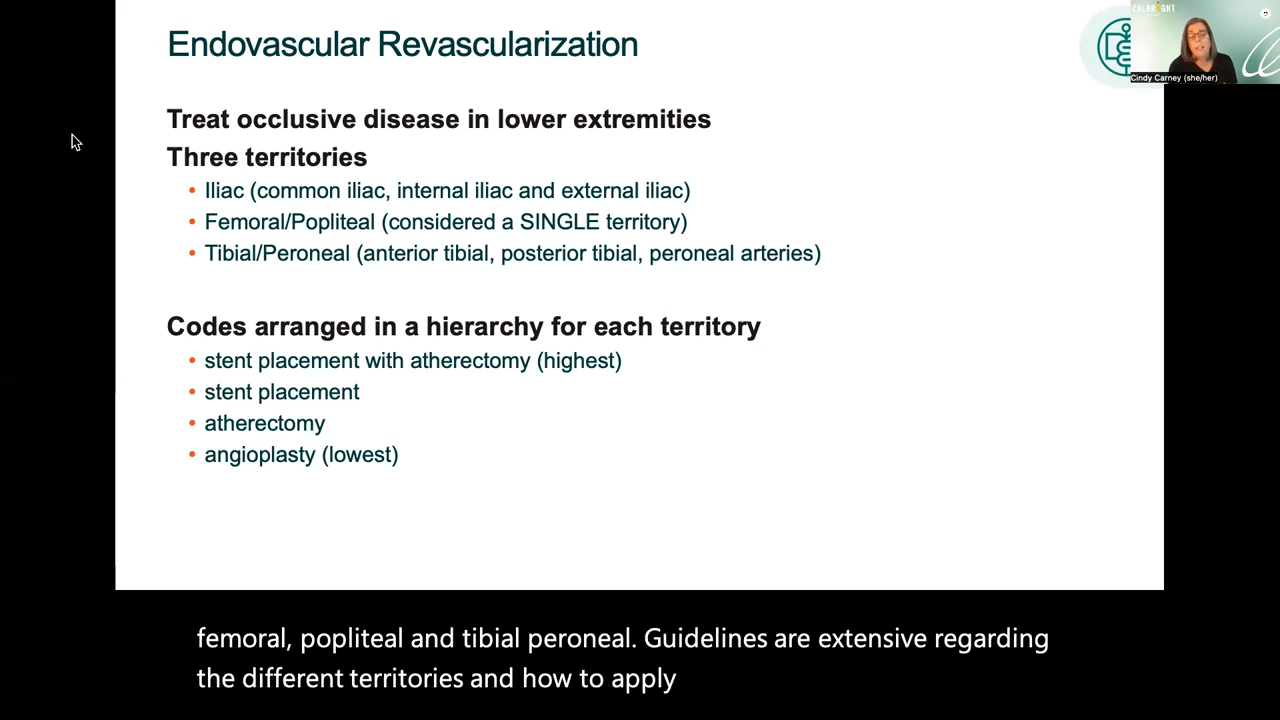 Endovascular Revascularization
CALBRIGHT
Cindy Carney (she/her)
Treat occlusive disease in lower extremities
Three territories
• Iliac (common iliac, internal iliac and external iliac)
• Femoral/Popliteal (considered a SINGLE territory)
• Tibial/Peroneal (anterior tibial, posterior tibial, peroneal arteries)
Codes arranged in a hierarchy for each territory
• stent placement with atherectomy (highest)
• stent placement
• atherectomy
• angioplasty (lowest)
femoral, popliteal and tibial peroneal. Guidelines are extensive regarding
the different territories and how to apply